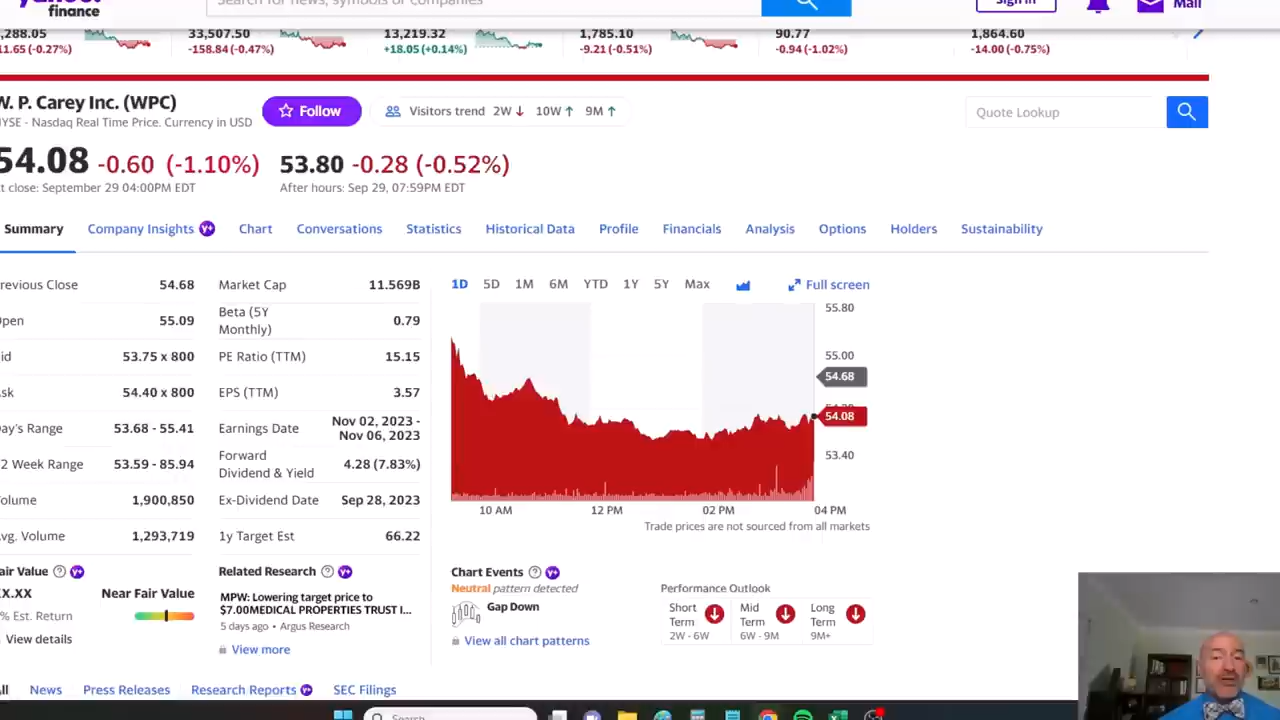 finance
Search for news, symbols or companies
Sign in
Mail
,288.05
33,507.50
13,219.32
1,785.10
90.77
1,864.60
11.65 (-0.27%)
-158.84 (-0.47%)
+18.05 (+0.14%)
-9.21 (-0.51%)
-0.94 (-1.02%)
-14.00 (-0.75%)
W. P. Carey Inc. (WPC)
Follow
Visitors trend 2W↓ 10W↑ 9M↑
Quote Lookup
NYSE - Nasdaq Real Time Price. Currency in USD
54.08 -0.60 (-1.10%) 53.80 -0.28 (-0.52%)
t close: September 29 04:00PM EDT
After hours: Sep 29, 07:59PM EDT
Summary Company Insights Y+ Chart Conversations Statistics Historical Data Profile Financials Analysis Options Holders Sustainability
revious Close 54.68
pen 55.09
id 53.75 x 800
sk 54.40 x 800
ay's Range 53.68 - 55.41
2 Week Range 53.59 - 85.94
olume 1,900,850
vg. Volume 1,293,719
Market Cap 11.569B
Beta (5Y
Monthly) 0.79
PE Ratio (TTM) 15.15
EPS (TTM) 3.57
Earnings Date Nov 02, 2023 -
Nov 06, 2023
Forward
Dividend & Yield 4.28 (7.83%)
Ex-Dividend Date Sep 28, 2023
1y Target Est 66.22
1D 5D 1M 6M YTD 1Y 5Y Max
Full screen
55.80
55.00
54.68
54.08
53.40
10 AM 12 PM 02 PM 04 PM
Trade prices are not sourced from all markets
air Value
XX.XX Near Fair Value
% Est. Return
View details
Related Research
MPW: Lowering target price to
$7.00MEDICAL PROPERTIES TRUST I...
5 days ago • Argus Research
View more
Chart Events
Neutral pattern detected
Gap Down
View all chart patterns
Performance Outlook
Short
Term
2W - 6W
Mid
Term
6W - 9M
Long
Term
9M+
ll News Press Releases Research Reports SEC Filings
Search